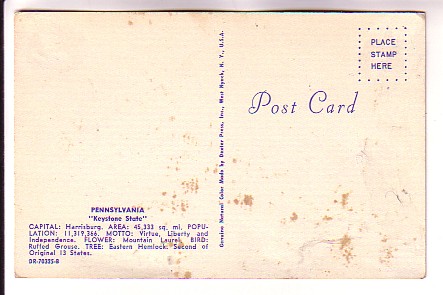 PLACE
STAMP
HERE
Post Card
Genuine Natural Color Made by Dexter Press, Inc., West Nyack, N. Y., U.S.A.
PENNSYLVANIA
"Keystone State"
CAPITAL: Harrisburg. AREA: 45,333 sq. mi. POPU-
LATION: 11,319,366. MOTTO: Virtue, Liberty and
Independence. FLOWER: Mountain Laurel. BIRD:
Ruffed Grouse. TREE: Eastern Hemlock. Second of
Original 13 States.
DR-70335-B